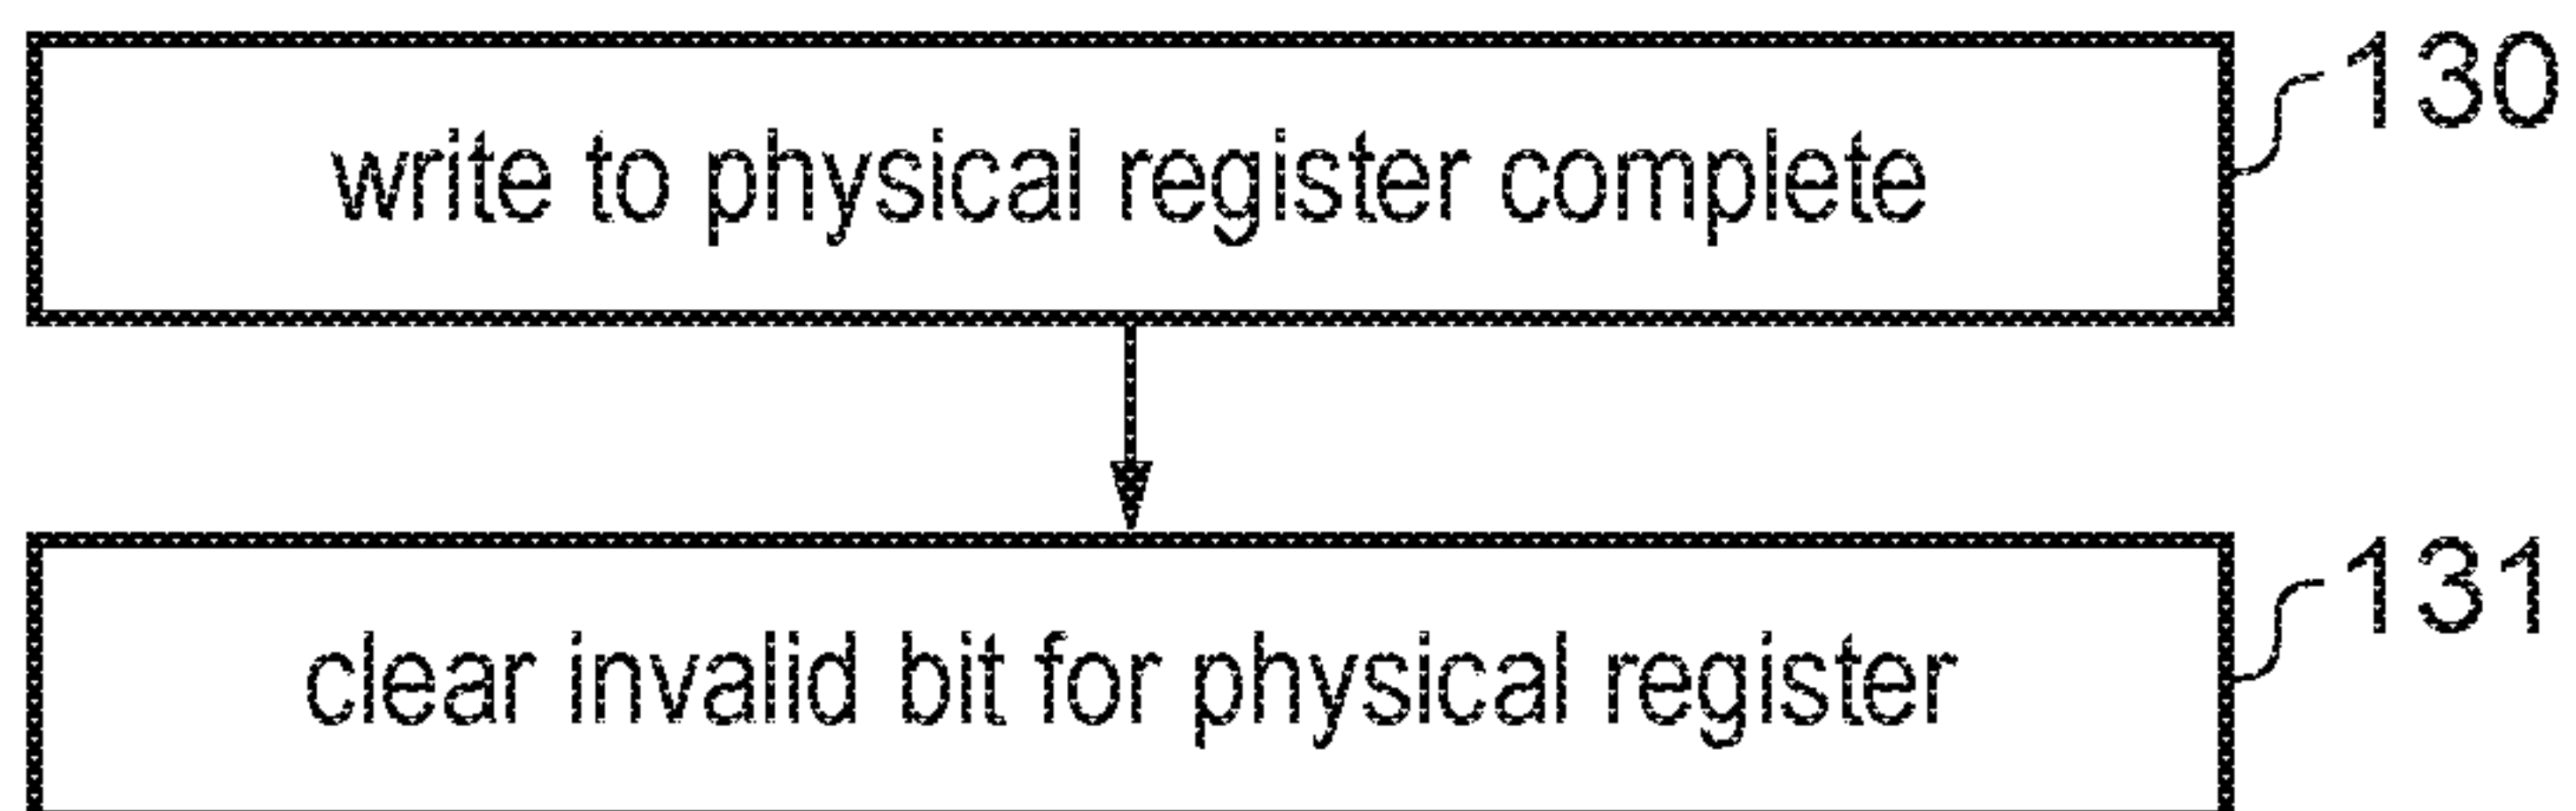 write to physical register complete
130
clear invalid bit for physical register
131